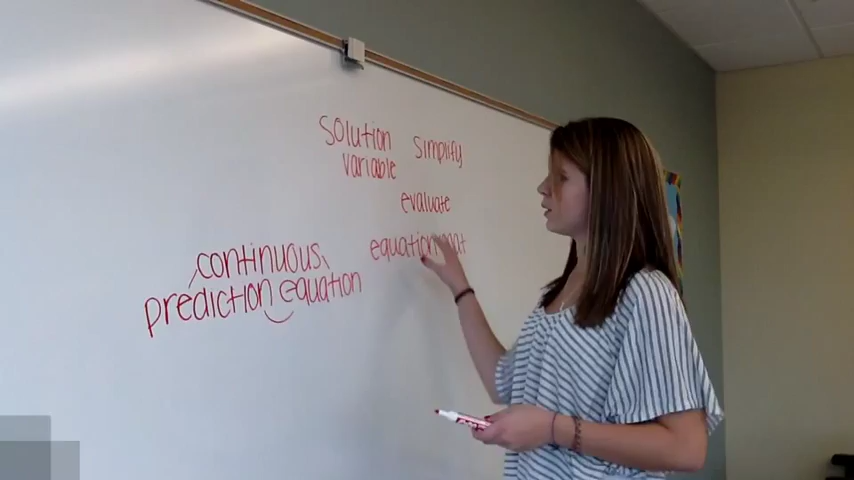 solution simplify
variable
evaluate
equation
continuous
prediction equation